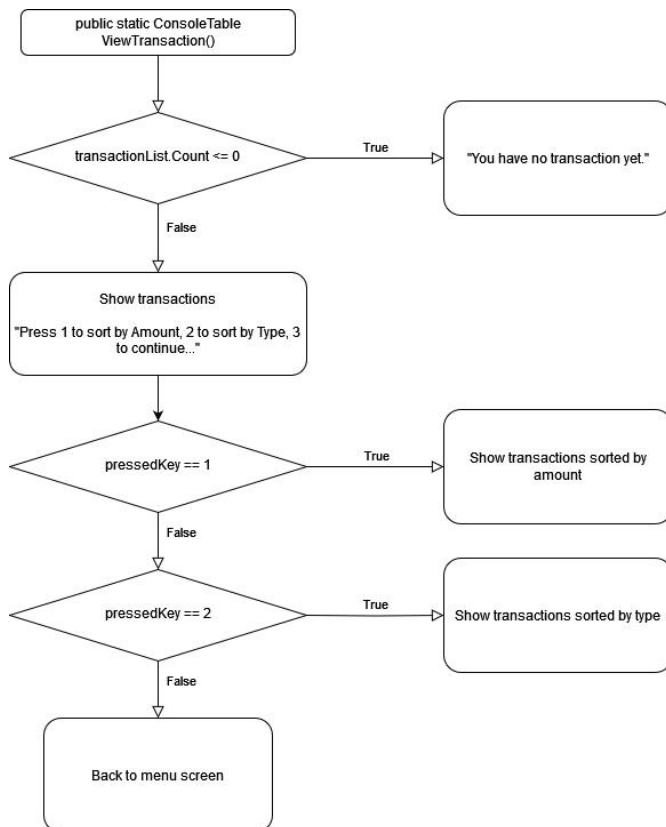 public static ConsoleTable
ViewTransaction()
transactionList.Count <= 0
True
"You have no transaction yet."
False
Show transactions
"Press 1 to sort by Amount, 2 to sort by Type, 3
to continue..."
pressedKey == 1
True
Show transactions sorted by
amount
False
pressedKey == 2
True
Show transactions sorted by type
False
Back to menu screen